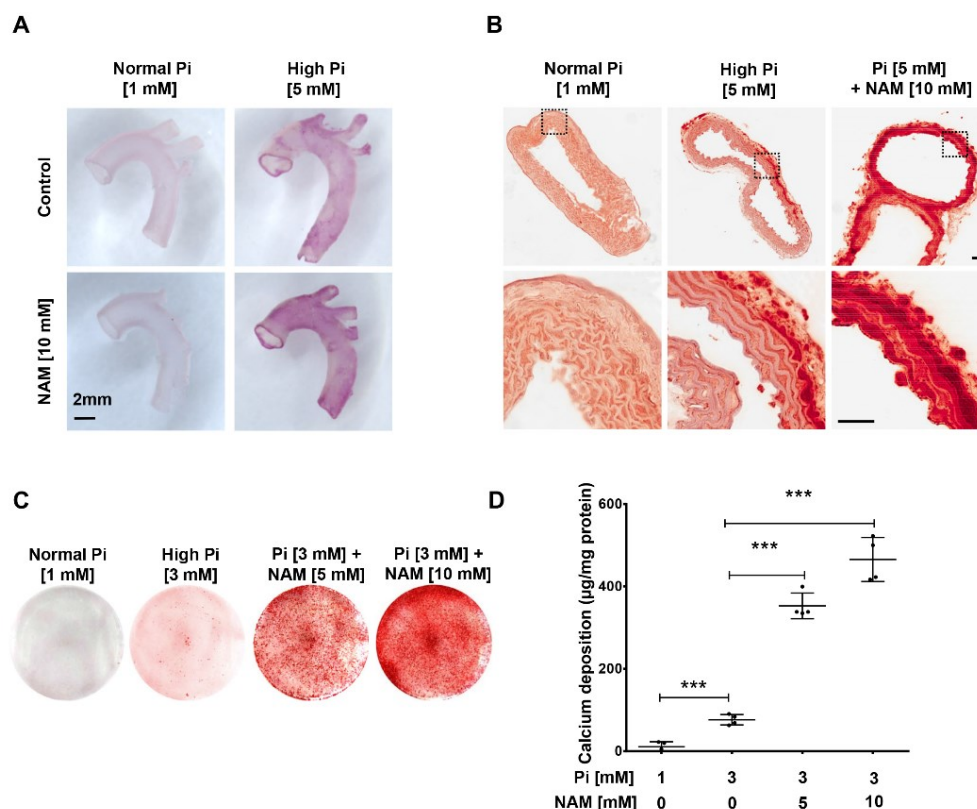 A
Normal Pi
[1 mM]
High Pi
[5 mM]
Control
NAM [10 mM]
2mm
B
Normal Pi
[1 mM]
High Pi
[5 mM]
Pi [5 mM]
+ NAM [10 mM]
C
Normal Pi
[1 mM]
High Pi
[3 mM]
Pi [3 mM] +
NAM [5 mM]
Pi [3 mM] +
NAM [10 mM]
D
Calcium deposition (µg/mg protein)
600
400
200
0
***
***
***
Pi [mM] 1 3 3 3
NAM [mM] 0 0 5 10